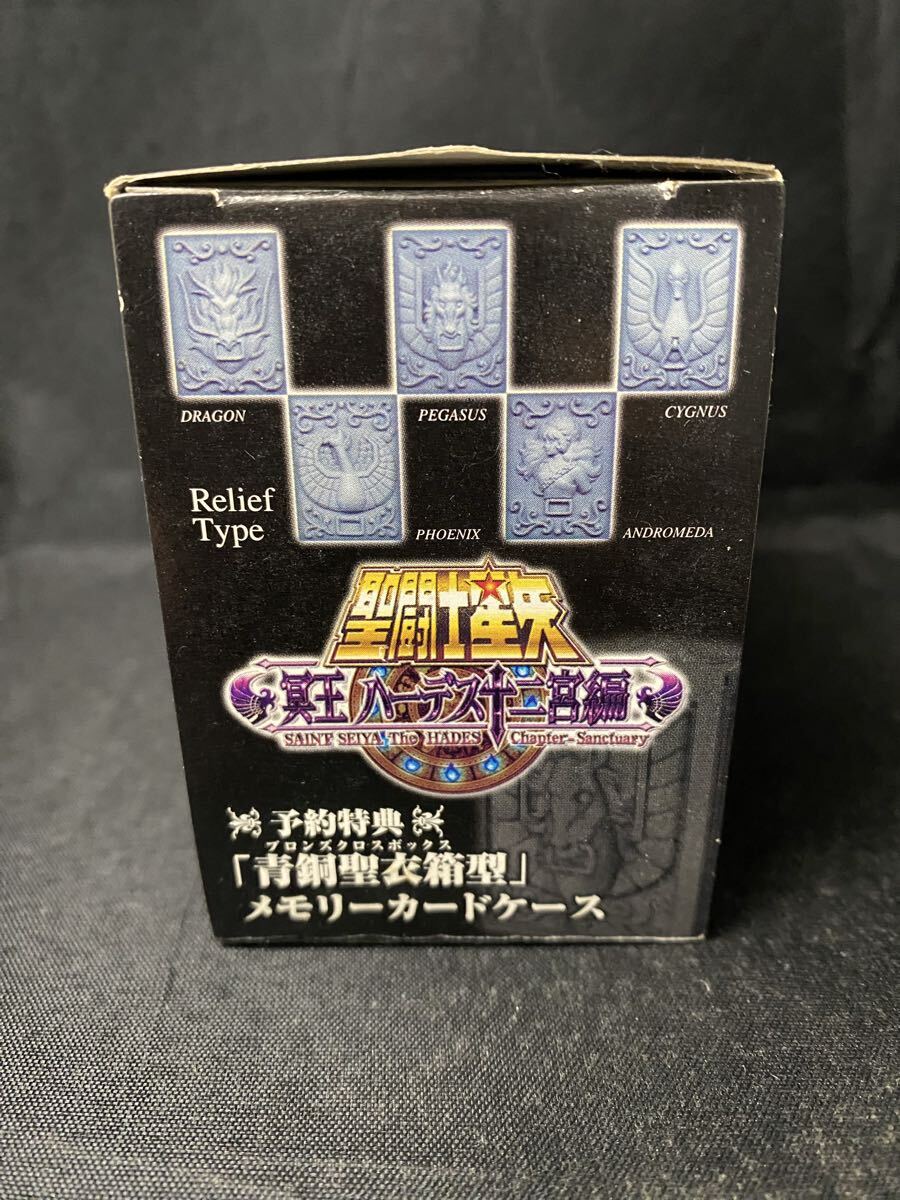 DRAGON
PEGASUS
CYGNUS
Relief
Type
PHOENIX
ANDROMEDA
聖闘士星矢
冥王 ハーデス十二宮編
SAINT SEIYA The HADES Chapter-Sanctuary
予約特典
ブロンズクロスボックス
「青銅聖衣箱型」
メモリーカードケース